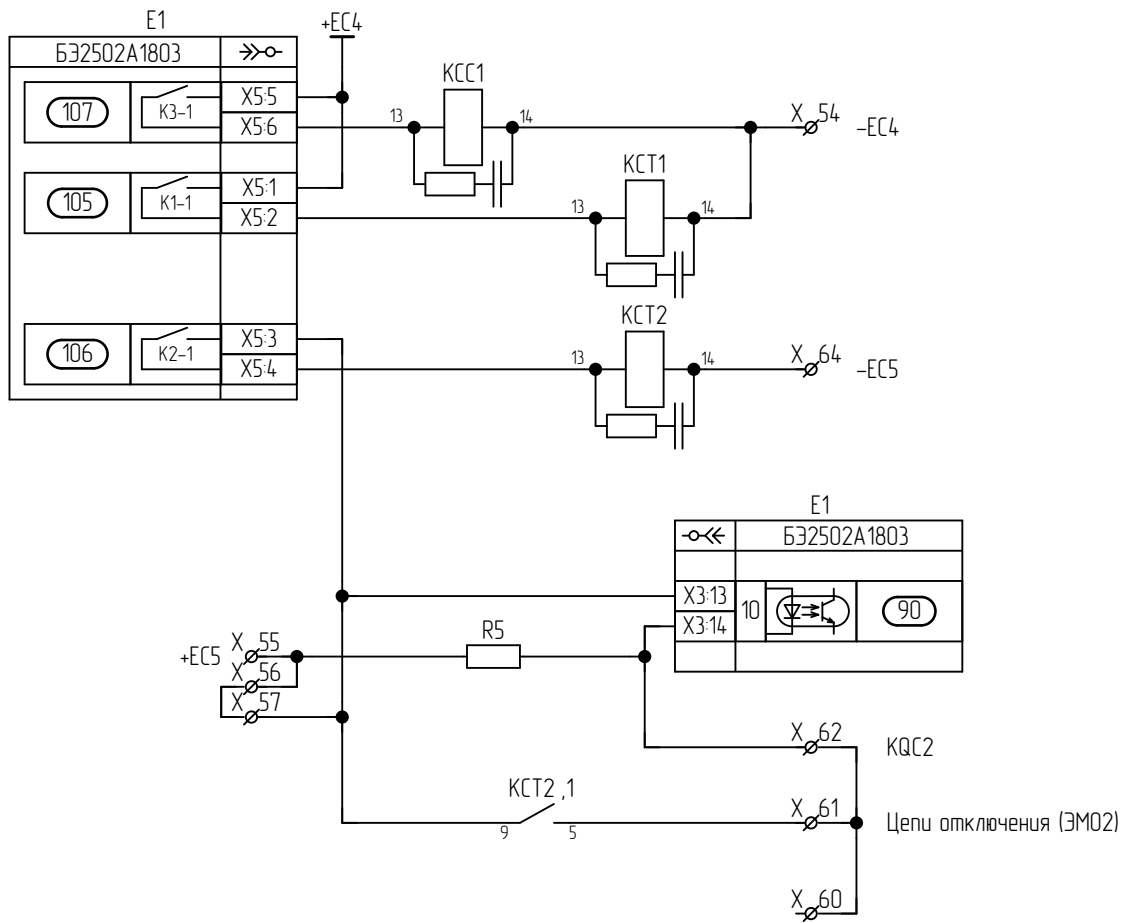 E1
+EC4
БЭ2502А1803
107
К3-1
X5:5
X5:6
105
К1-1
X5:1
X5:2
106
К2-1
X5:3
X5:4
KCC1
13
14
X 54
-EC4
KCT1
13
14
KCT2
13
14
X 64
-EC5
E1
БЭ2502А1803
X3:13
X3:14
10
90
R5
+EC5
X 55
X 56
X 57
X 62
KQC2
KCT2 ,1
9
5
X 61
Цепи отключения (ЭМО2)
X 60